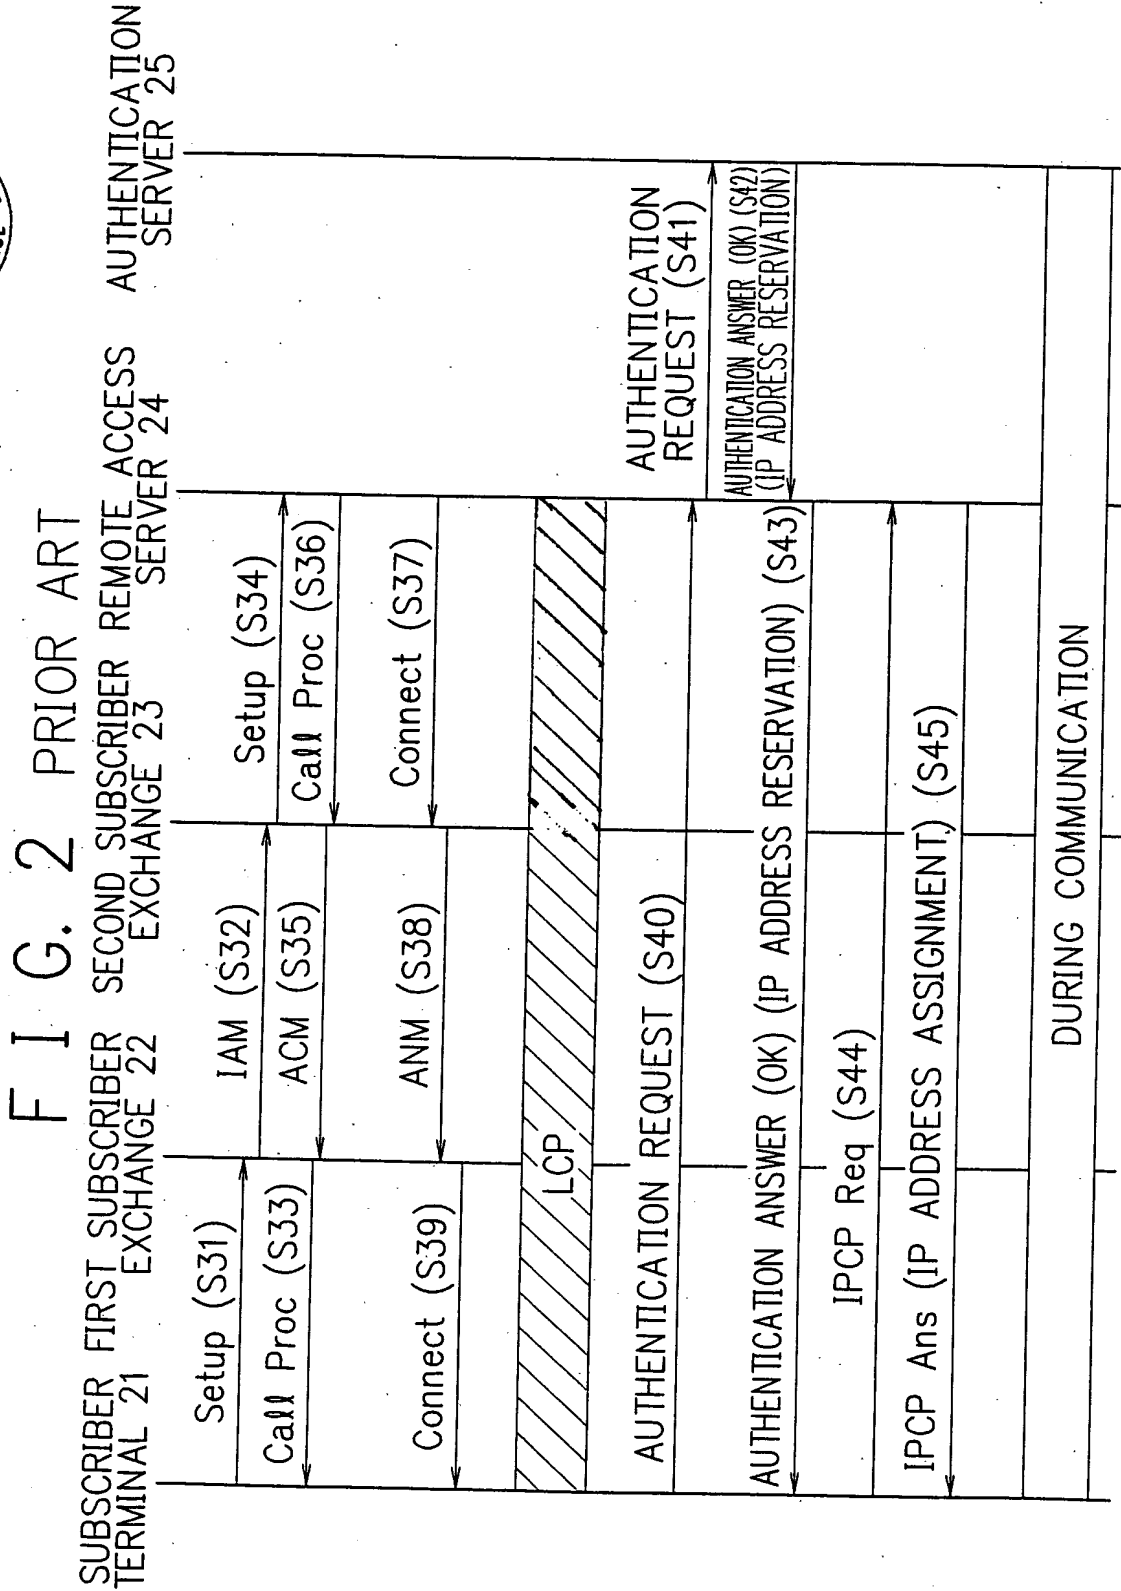 F I G. 2 PRIOR ART
SUBSCRIBER
TERMINAL 21
FIRST SUBSCRIBER
EXCHANGE 22
SECOND SUBSCRIBER
EXCHANGE 23
REMOTE ACCESS
SERVER 24
AUTHENTICATION
SERVER 25
Setup (S31)
IAM (S32)
Call Proc (S33)
Setup (S34)
ACM (S35)
Call Proc (S36)
Connect (S37)
ANM (S38)
Connect (S39)
LCP
AUTHENTICATION REQUEST (S40)
AUTHENTICATION
REQUEST (S41)
AUTHENTICATION ANSWER (OK) (S42)
(IP ADDRESS RESERVATION)
AUTHENTICATION ANSWER (OK) (IP ADDRESS RESERVATION) (S43)
IPCP Req (S44)
IPCP Ans (IP ADDRESS ASSIGNMENT) (S45)
DURING COMMUNICATION